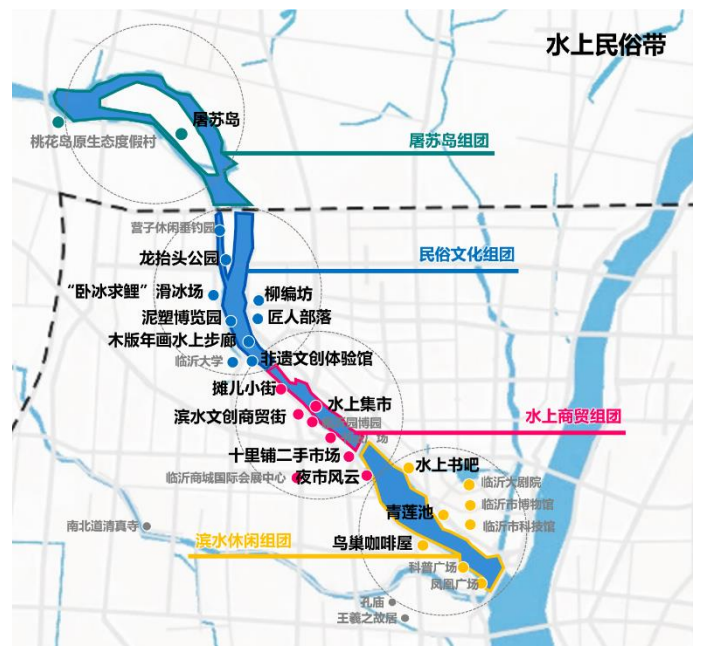 水上民俗带
屠苏岛
桃花岛原生态度假村
屠苏岛组团
营子休闲垂钓园
龙抬头公园
民俗文化组团
“卧冰求鲤”滑冰场
柳编坊
泥塑博览园
匠人部落
木版年画水上步廊
临沂大学
非遗文创体验馆
摊儿小街
水上集市
滨水文创商贸街
园博园
水上商贸组团
场
十里铺二手市场
水上书吧
临沂商城国际会展中心
夜市风云
临沂大剧院
临沂市博物馆
青莲池
临沂市科技馆
南北道清真寺
滨水休闲组团
鸟巢咖啡屋
科普广场
凤凰广场
孔庙
王羲之故居